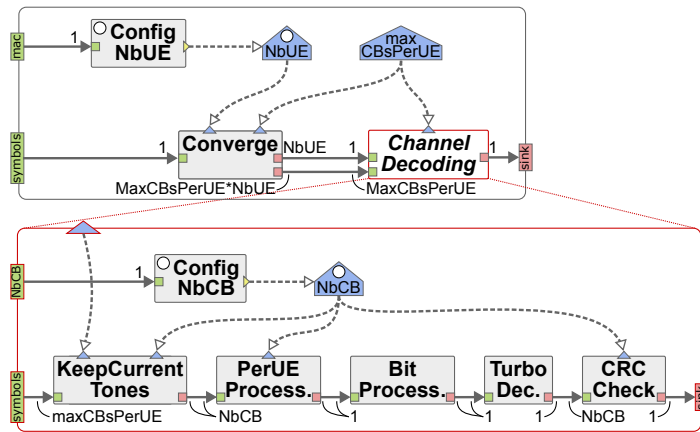 mac
1
Config
NbUE
NbUE
max
CBsPerUE
symbols
1
Converge
NbUE
1
Channel
Decoding
1
sink
MaxCBsPerUE*NbUE
MaxCBsPerUE
NbCB
1
Config
NbCB
NbCB
symbols
KeepCurrent
Tones
PerUE
Process.
Bit
Process.
Turbo
Dec.
CRC
Check
sink
maxCBsPerUE
NbCB
1
1
1
NbCB
1